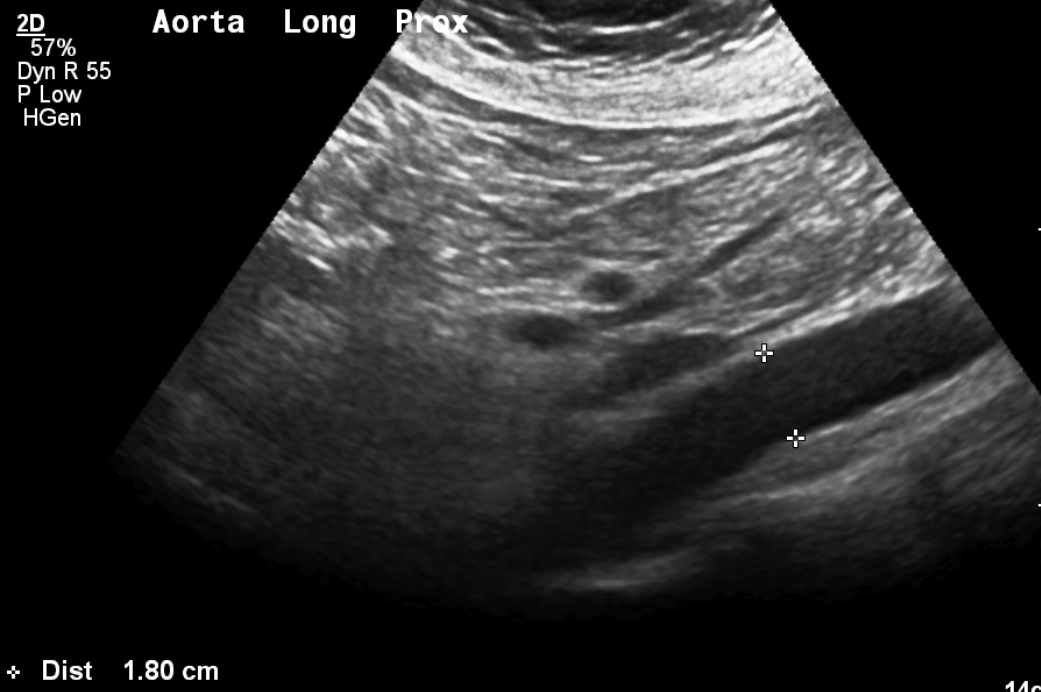 Aorta Long Prox
2D
57%
Dyn R 55
P Low
HGen
Dist 1.80 cm